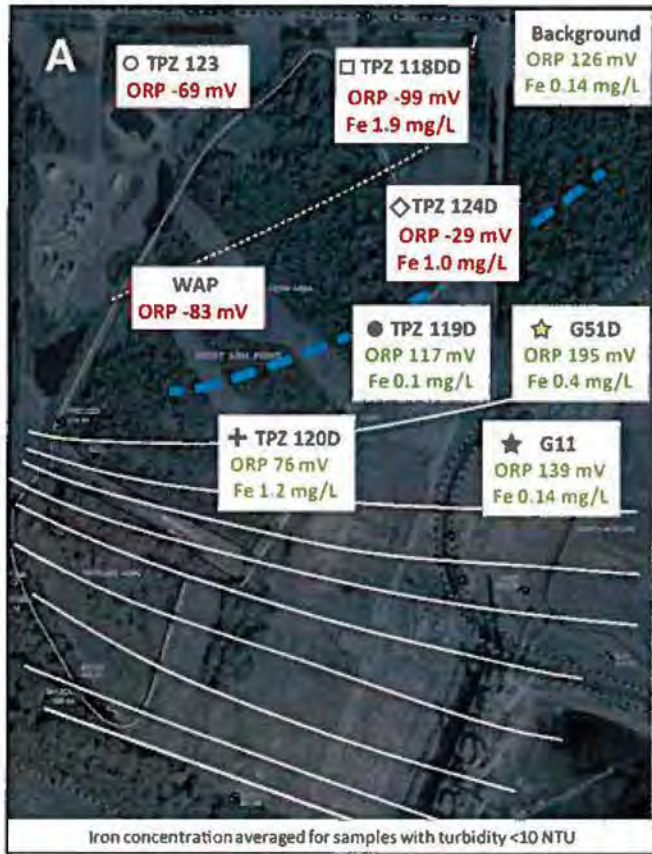 A
○ TPZ 123
ORP -69 mV
□ TPZ 118DD
ORP -99 mV
Fe 1.9 mg/L
Background
ORP 126 mV
Fe 0.14 mg/L
◇ TPZ 124D
ORP -29 mV
Fe 1.0 mg/L
WAP
ORP -83 mV
● TPZ 119D
ORP 117 mV
Fe 0.1 mg/L
☆ G51D
ORP 195 mV
Fe 0.4 mg/L
+ TPZ 120D
ORP 76 mV
Fe 1.2 mg/L
★ G11
ORP 139 mV
Fe 0.14 mg/L
Iron concentration averaged for samples with turbidity <10 NTU